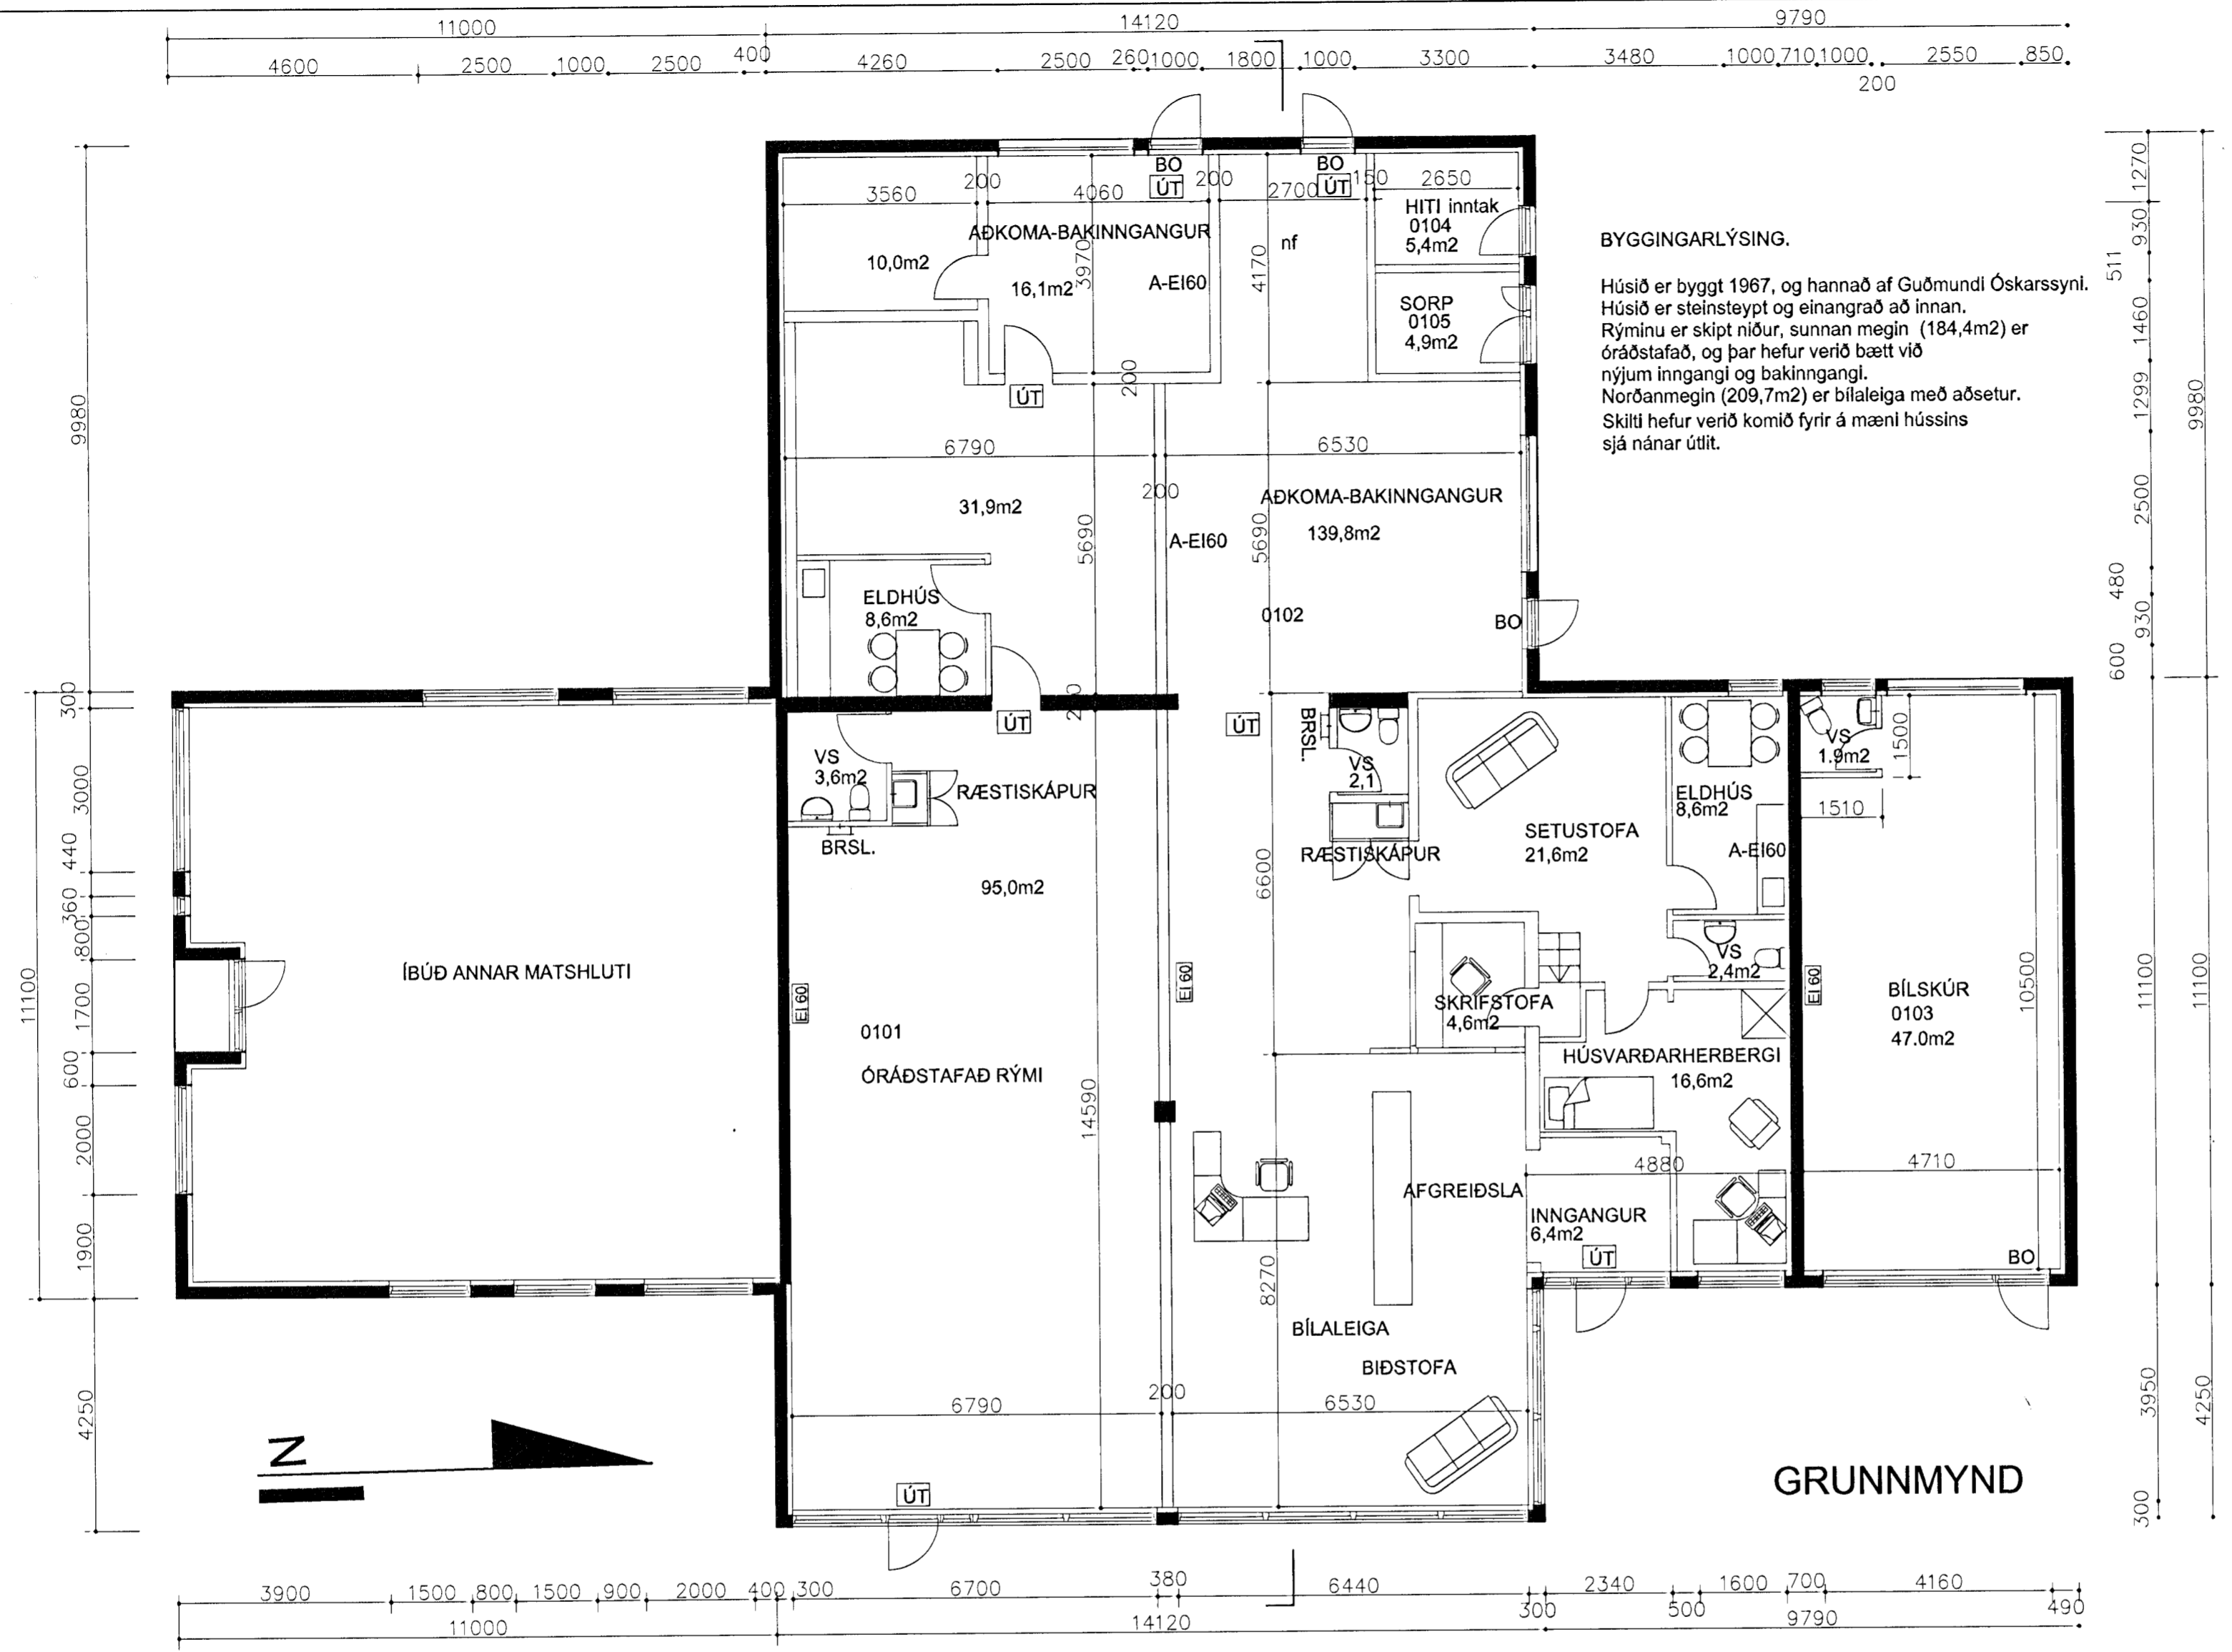 11000
14120
9790
4600
2500
1000
2500
400
4260
2500
260
1000
1800
1000
3300
3480
1000
710
1000
2550
850
200
BO
ÚT
BO
ÚT
3560
200
4060
200
2700
150
2650
AÐKOMA-BAKINNGANGUR
10,0m2
16,1m2
3970
A-EI60
nf
4170
HITI inntak
0104
5,4m2
SORP
0105
4,9m2
200
ÚT
BYGGINGARLÝSING.
Húsið er byggt 1967, og hannað af Guðmundi Óskarssyni.
Húsið er steinsteypt og einangrað að innan.
Rýminu er skipt niður, sunnan megin (184,4m2) er
óráðstafað, og þar hefur verið bætt við
nýjum inngangi og bakinngangi.
Norðanmegin (209,7m2) er bílaleiga með aðsetur.
Skilti hefur verið komið fyrir á mæni hússins
sjá nánar útlit.
1270
930
511
1460
1299
2500
480
930
600
9980
9980
6790
6530
200
31,9m2
5690
A-EI60
5690
AÐKOMA-BAKINNGANGUR
139,8m2
0102
BO
ELDHÚS
8,6m2
200
ÚT
ÚT
300
3000
440
360
800
1700
600
2000
1900
11100
4250
ÍBÚÐ ANNAR MATSHLUTI
VS
3,6m2
RÆSTISKÁPUR
BRSL.
95,0m2
EI 60
0101
ÓRÁÐSTAFAÐ RÝMI
14590
EI 60
BRSL.
VS
2,1
RÆSTISKÁPUR
6600
SETUSTOFA
21,6m2
ELDHÚS
8,6m2
A-EI60
VS
1.9m2
1500
1510
VS
2,4m2
SKRIFSTOFA
4,6m2
HÚSVARÐARHERBERGI
16,6m2
EI 60
BÍLSKÚR
0103
47.0m2
10500
11100
11100
4880
4710
AFGREIÐSLA
INNGANGUR
6,4m2
ÚT
BO
8270
BÍLALEIGA
BIÐSTOFA
6790
200
6530
ÚT
3950
300
4250
N
GRUNNMYND
3900
1500
800
1500
900
2000
400
300
6700
380
6440
300
2340
500
1600
700
4160
490
11000
14120
9790